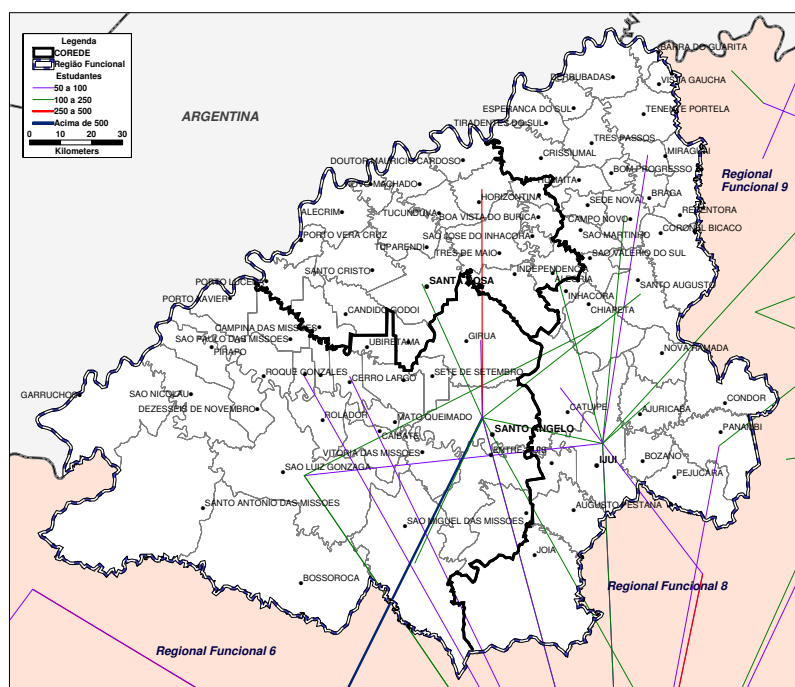 Legenda
COREDE
Região Funcional
Estudantes
50 a 100
100 a 250
250 a 500
Acima de 500
0 10 20 30
Kilometers
ARGENTINA
BARRA DO GUARITA
DERRUBADAS
VISTA GAUCHA
ESPERANCA DO SUL
TENENTE PORTELA
TIRADENTES DO SUL
TRES PASSOS
CRISSIUMAL
MIRAGUAI
DOUTOR MAURICIO CARDOSO
BOM PROGRESSO
Regional
Funcional 9
NOVO MACHADO
HUMAITA
HORIZONTINA
SEDE NOVA
BRAGA
ALECRIM
TUCUNDUVA
BOA VISTA DO BURICA
CAMPO NOVO
REDENTORA
PORTO VERA CRUZ
SAO JOSE DO INHACORA
SAO MARTINHO
CORONEL BICACO
TUPARENDI
TRES DE MAIO
SAO VALERIO DO SUL
SANTO CRISTO
INDEPENDENCIA
PORTO LUCENA
SANTA ROSA
ALEGRIA
SANTO AUGUSTO
PORTO XAVIER
INHACORA
CHIAPETA
CANDIDO GODOI
CAMPINA DAS MISSOES
SAO PAULO DAS MISSOES
GIRUA
UBIRETAMA
PIRAPO
NOVA RAMADA
ROQUE GONZALES
CERRO LARGO
SETE DE SETEMBRO
GARRUCHOS
SAO NICOLAU
CONDOR
DEZESSEIS DE NOVEMBRO
ROLADOR
MATO QUEIMADO
CATUIPE
AJURICABA
CAIBATE
SANTO ANGELO
PANAMBI
VITORIA DAS MISSOES
ENTRE-IJUIS
IJUI
BOZANO
SAO LUIZ GONZAGA
PEJUCARA
SANTO ANTONIO DAS MISSOES
AUGUSTO PESTANA
SAO MIGUEL DAS MISSOES
JOIA
BOSSOROCA
Regional Funcional 8
Regional Funcional 6